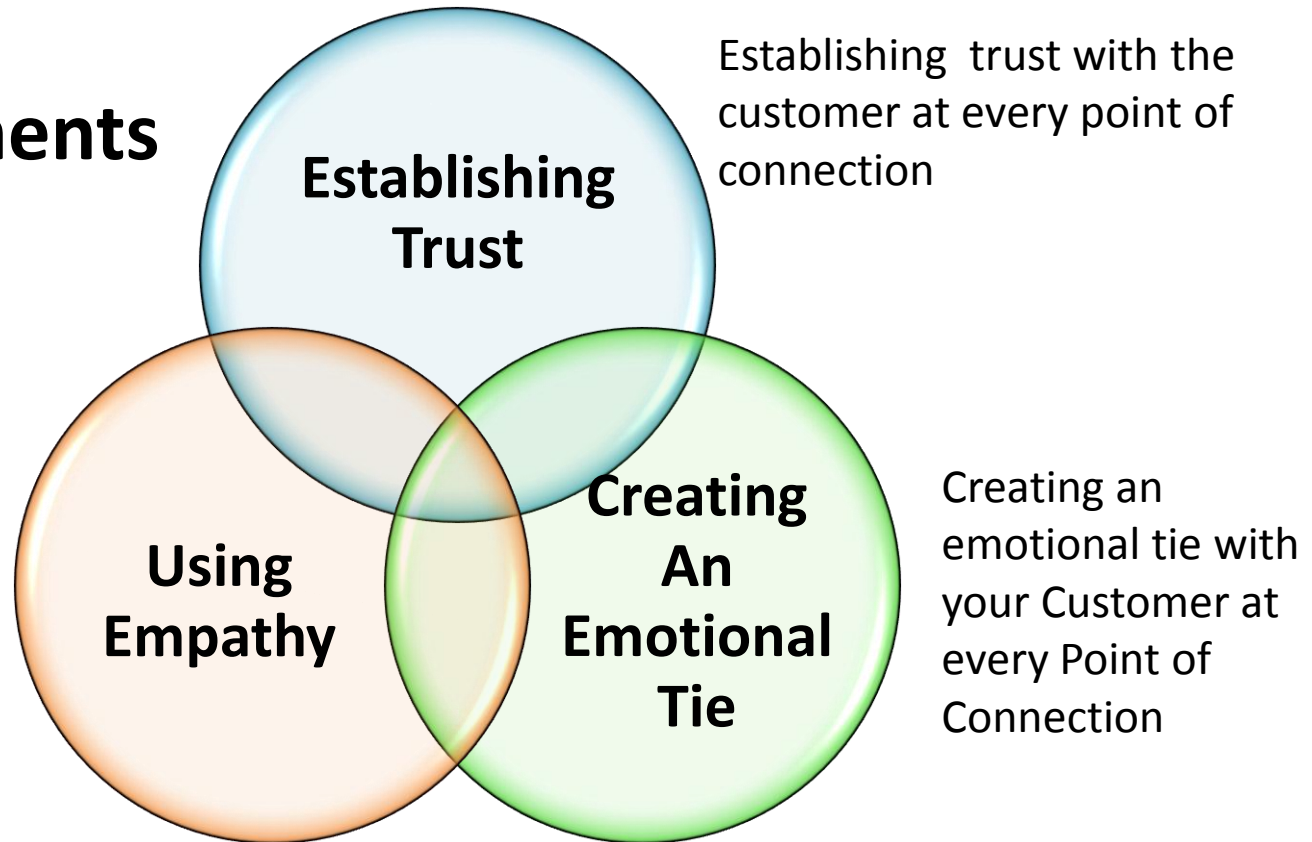 Establishing
Trust
Establishing  trust with the
customer at every point of
connection
Using
Empathy
Creating
An
Emotional
Tie
Creating an
emotional tie with
your Customer at
every Point of
Connection